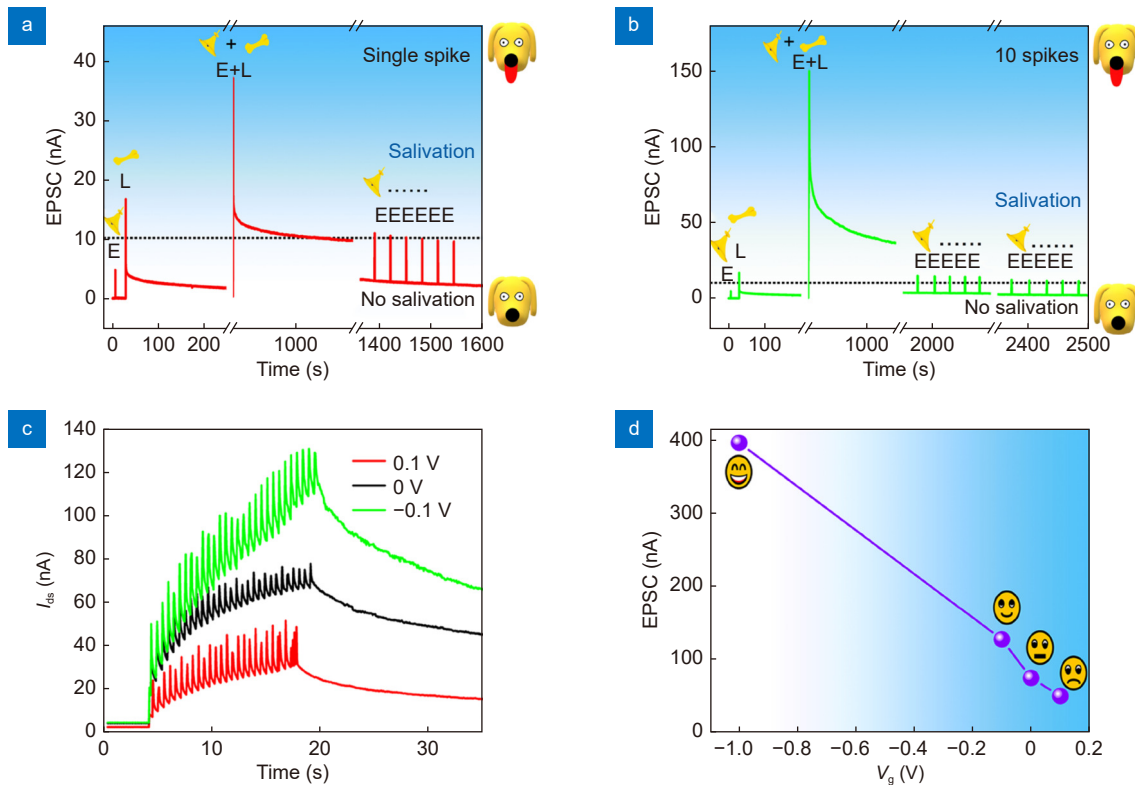 a
Single spike
E+L
+
Salivation
L
E
......
EEEEEE
No salivation
EPSC (nA)
40
30
20
10
0
0 100 200 1000 1400 1500 1600
Time (s)
b
10 spikes
E+L
+
Salivation
L
E
......
EEEEE
......
EEEEE
No salivation
EPSC (nA)
150
100
50
0
0 100 1000 2000 2400 2500
Time (s)
c
0.1 V
0 V
−0.1 V
Ids (nA)
140
120
100
80
60
40
20
0
0 10 20 30
Time (s)
d
EPSC (nA)
400
300
200
100
0
−1.0 −0.8 −0.6 −0.4 −0.2 0 0.2
Vg (V)